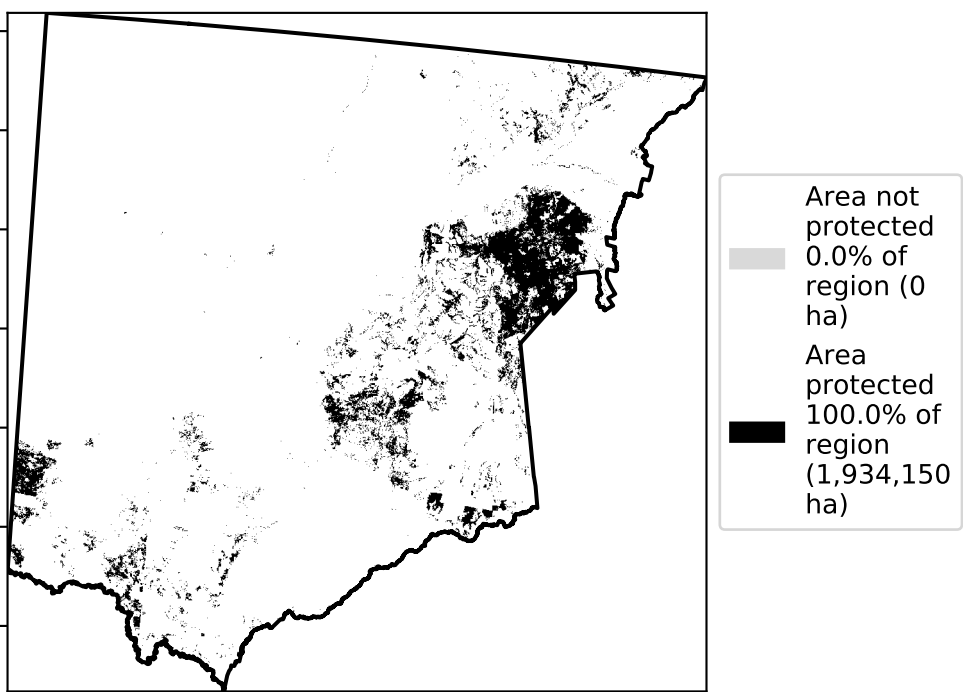 Area not
protected
0.0% of
region (0
ha)
Area
protected
100.0% of
region
(1,934,150
ha)